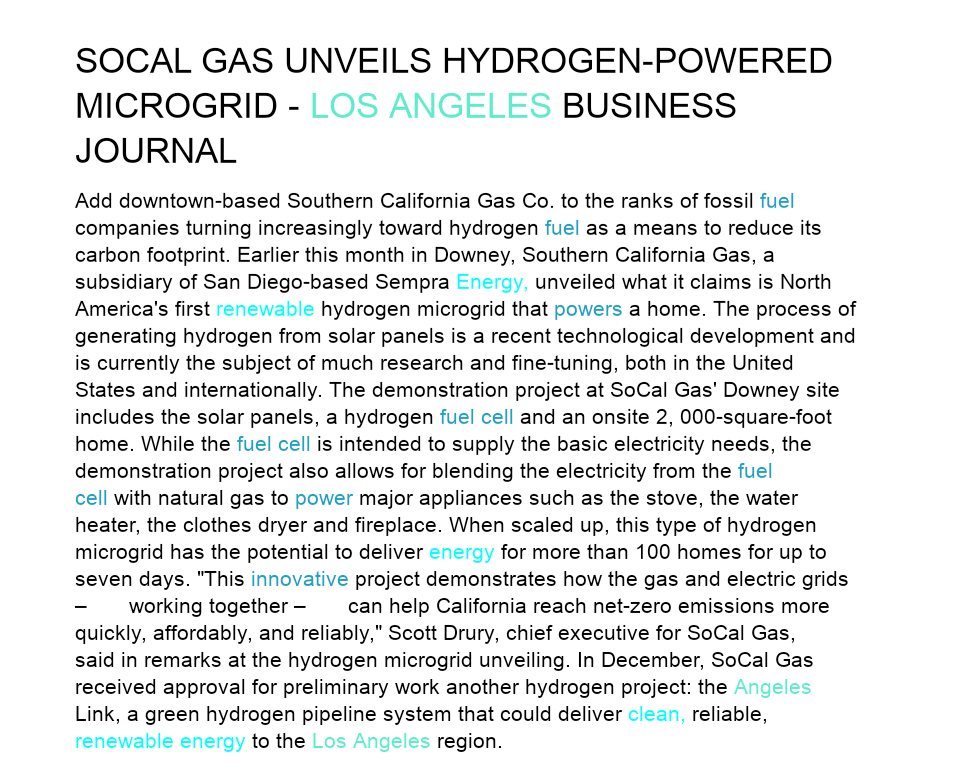 SOCAL GAS UNVEILS HYDROGEN-POWERED
MICROGRID - LOS ANGELES BUSINESS
JOURNAL
Add downtown-based Southern California Gas Co. to the ranks of fossil fuel
companies turning increasingly toward hydrogen fuel as a means to reduce its
carbon footprint. Earlier this month in Downey, Southern California Gas, a
subsidiary of San Diego-based Sempra Energy, unveiled what it claims is North
America's first renewable hydrogen microgrid that powers a home. The process of
generating hydrogen from solar panels is a recent technological development and
is currently the subject of much research and fine-tuning, both in the United
States and internationally. The demonstration project at SoCal Gas' Downey site
includes the solar panels, a hydrogen fuel cell and an onsite 2, 000-square-foot
home. While the fuel cell is intended to supply the basic electricity needs, the
demonstration project also allows for blending the electricity from the fuel
cell with natural gas to power major appliances such as the stove, the water
heater, the clothes dryer and fireplace. When scaled up, this type of hydrogen
microgrid has the potential to deliver energy for more than 100 homes for up to
seven days. "This innovative project demonstrates how the gas and electric grids
– working together – can help California reach net-zero emissions more
quickly, affordably, and reliably," Scott Drury, chief executive for SoCal Gas,
said in remarks at the hydrogen microgrid unveiling. In December, SoCal Gas
received approval for preliminary work another hydrogen project: the Angeles
Link, a green hydrogen pipeline system that could deliver clean, reliable,
renewable energy to the Los Angeles region.